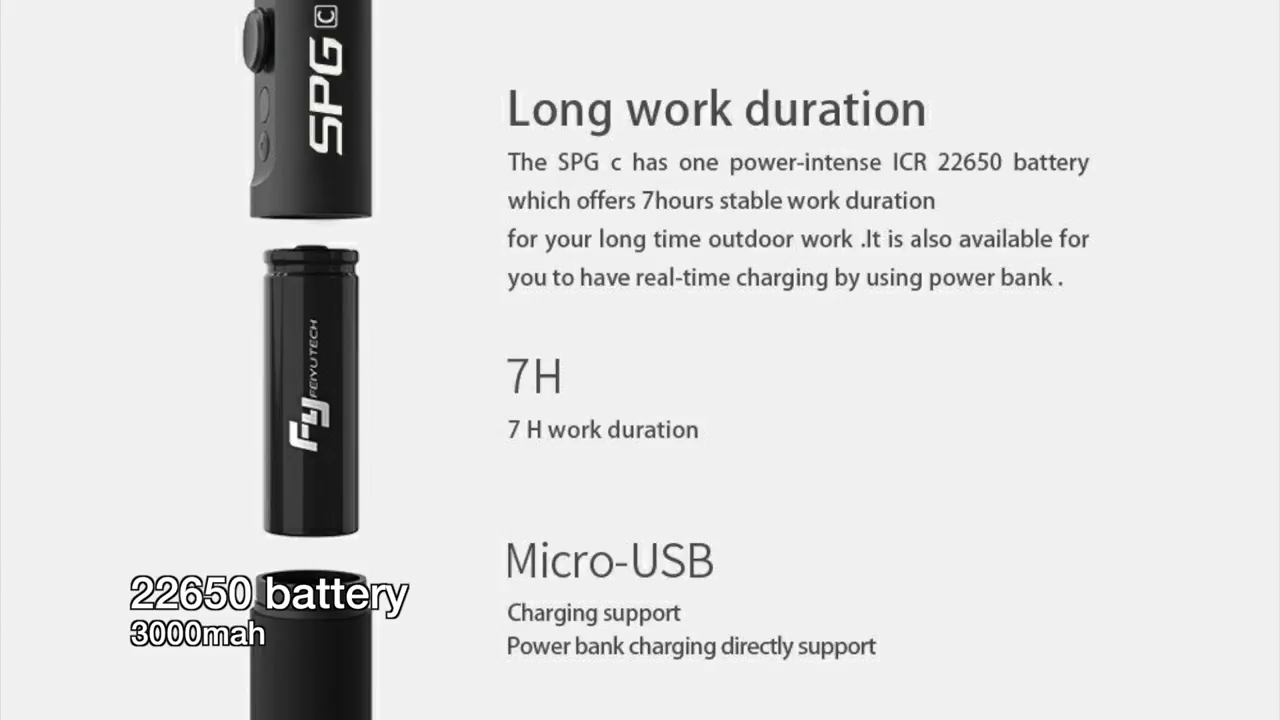 SPG C
Long work duration
The SPG c has one power-intense ICR 22650 battery
which offers 7hours stable work duration
for your long time outdoor work .It is also available for
you to have real-time charging by using power bank .
FEIYUTECH
Fy
7H
7 H work duration
Micro-USB
22650 battery
Charging support
3000mah
Power bank charging directly support